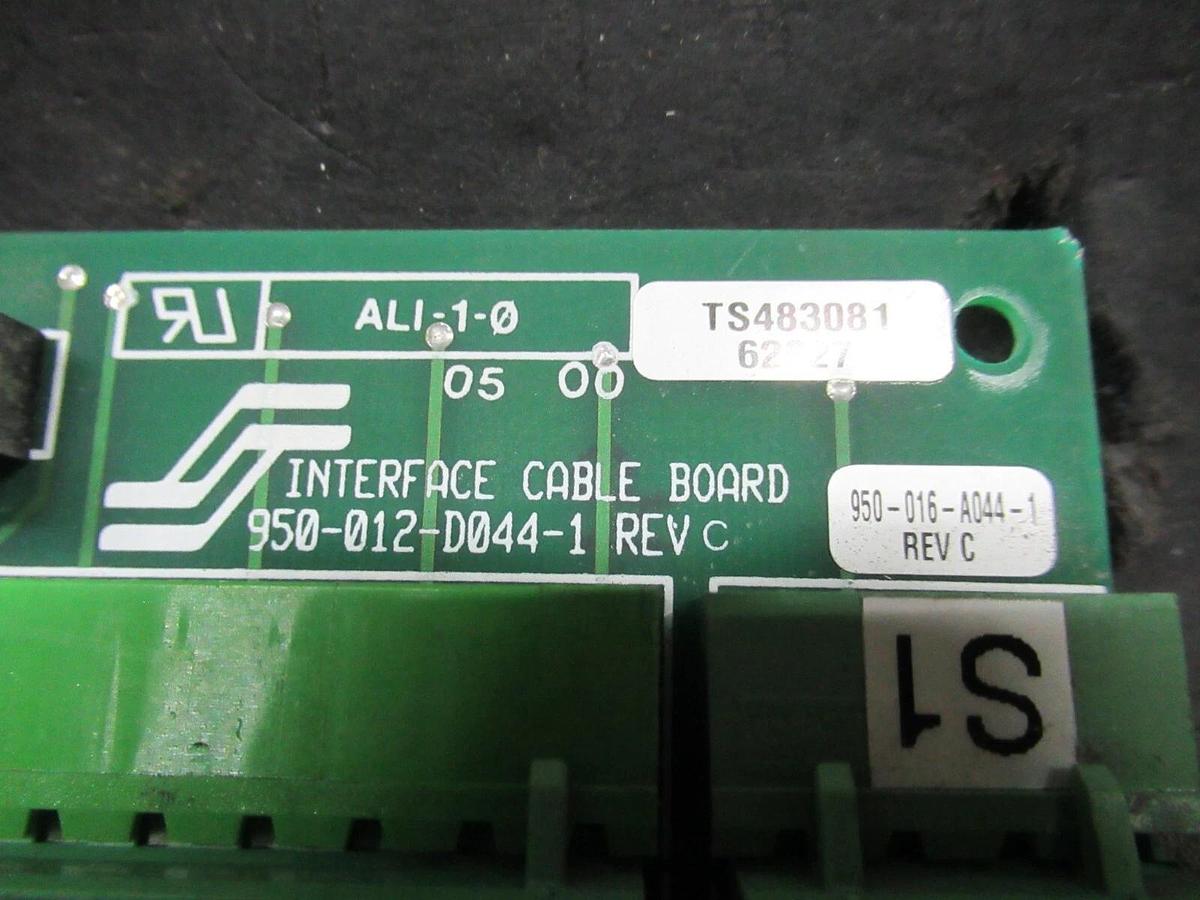 ALI-1-0
TS483081
05 00
INTERFACE CABLE BOARD
950-012-D044-1 REV C
950-016-A044-1
REV C
S1